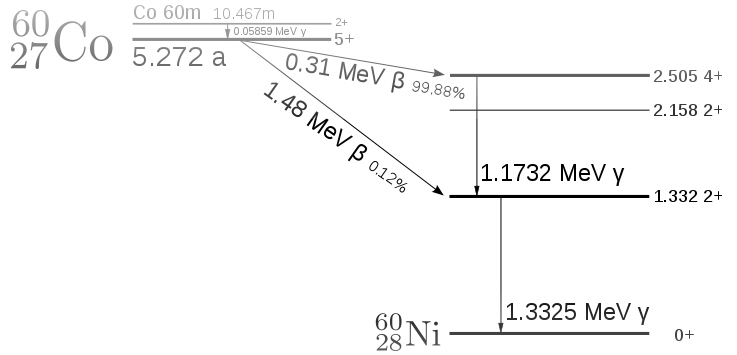 60
27Co
Co 60m 10.467m 2+
0.05859 MeV γ
5+
5.272 a
0.31 MeV β 99.88%
2.505 4+
2.158 2+
1.48 MeV β 0.12%
1.1732 MeV γ
1.332 2+
1.3325 MeV γ
60
28Ni
0+